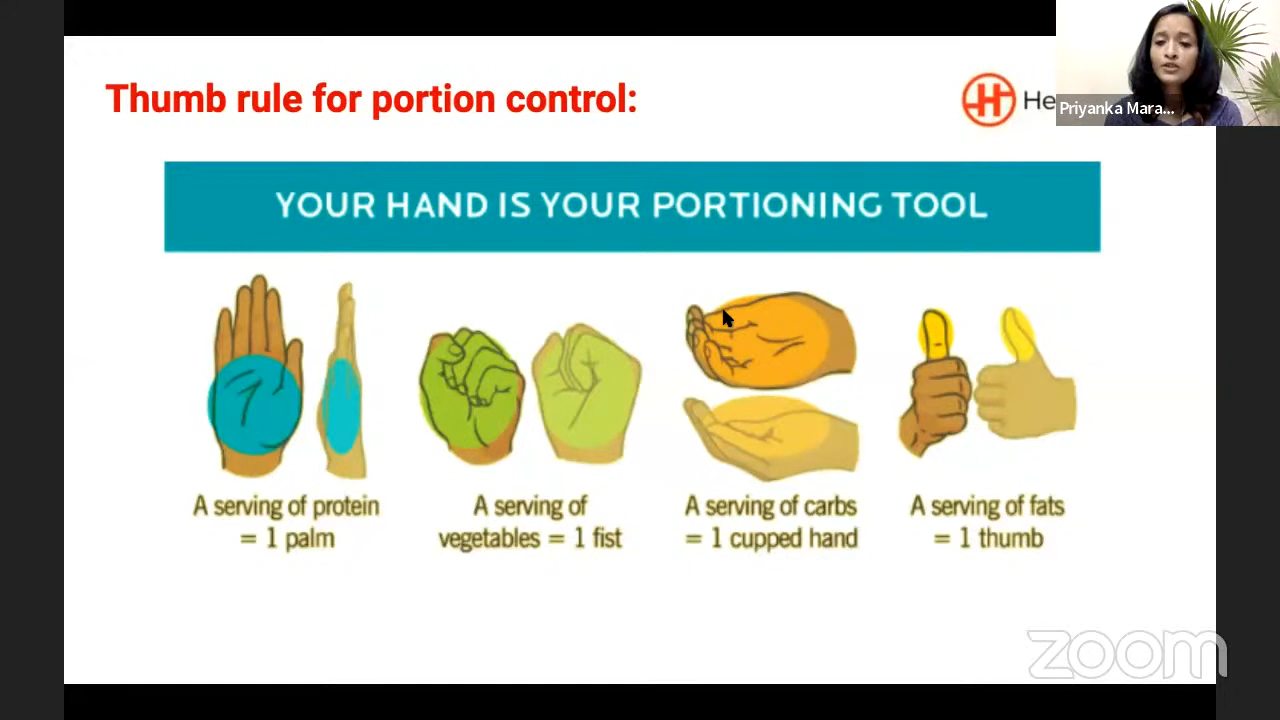 Thumb rule for portion control:
He
Priyanka Mara...
YOUR HAND IS YOUR PORTIONING TOOL
A serving of protein
= 1 palm
A serving of
vegetables = 1 fist
A serving of carbs
= 1 cupped hand
A serving of fats
= 1 thumb
zoom